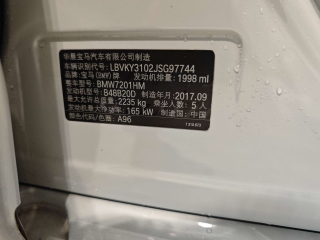 华晨宝马汽车有限公司制造
车辆识别代号：LBVKY3102JSG97744
品牌：宝马(BMW)牌 发动机排量：1998 ml
整车型号：BMW7201HM
发动机型号：B48B20D 制造年月：2017.09
最大允许总质量：2235 kg 乘坐人数：5 人
发动机最大净功率：165 kW 制造国：中国
颜色代码/色圈：A96